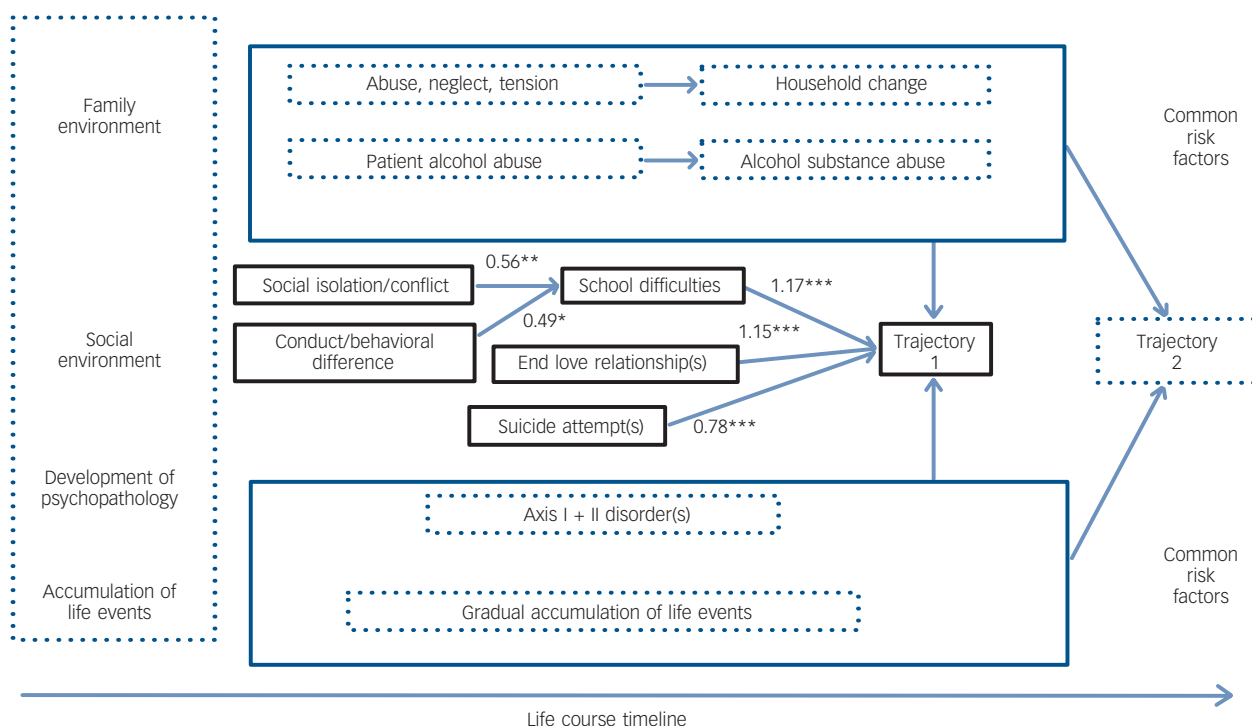 Family
environment
Social
environment
Development of
psychopathology
Accumulation of
life events
Abuse, neglect, tension
Household change
Patient alcohol abuse
Alcohol substance abuse
Common
risk
factors
Social isolation/conflict
0.56**
School difficulties
1.17***
Conduct/behavioral
difference
0.49*
1.15***
End love relationship(s)
Suicide attempt(s)
0.78***
Trajectory
1
Trajectory
2
Axis I + II disorder(s)
Gradual accumulation of life events
Common
risk
factors
Life course timeline